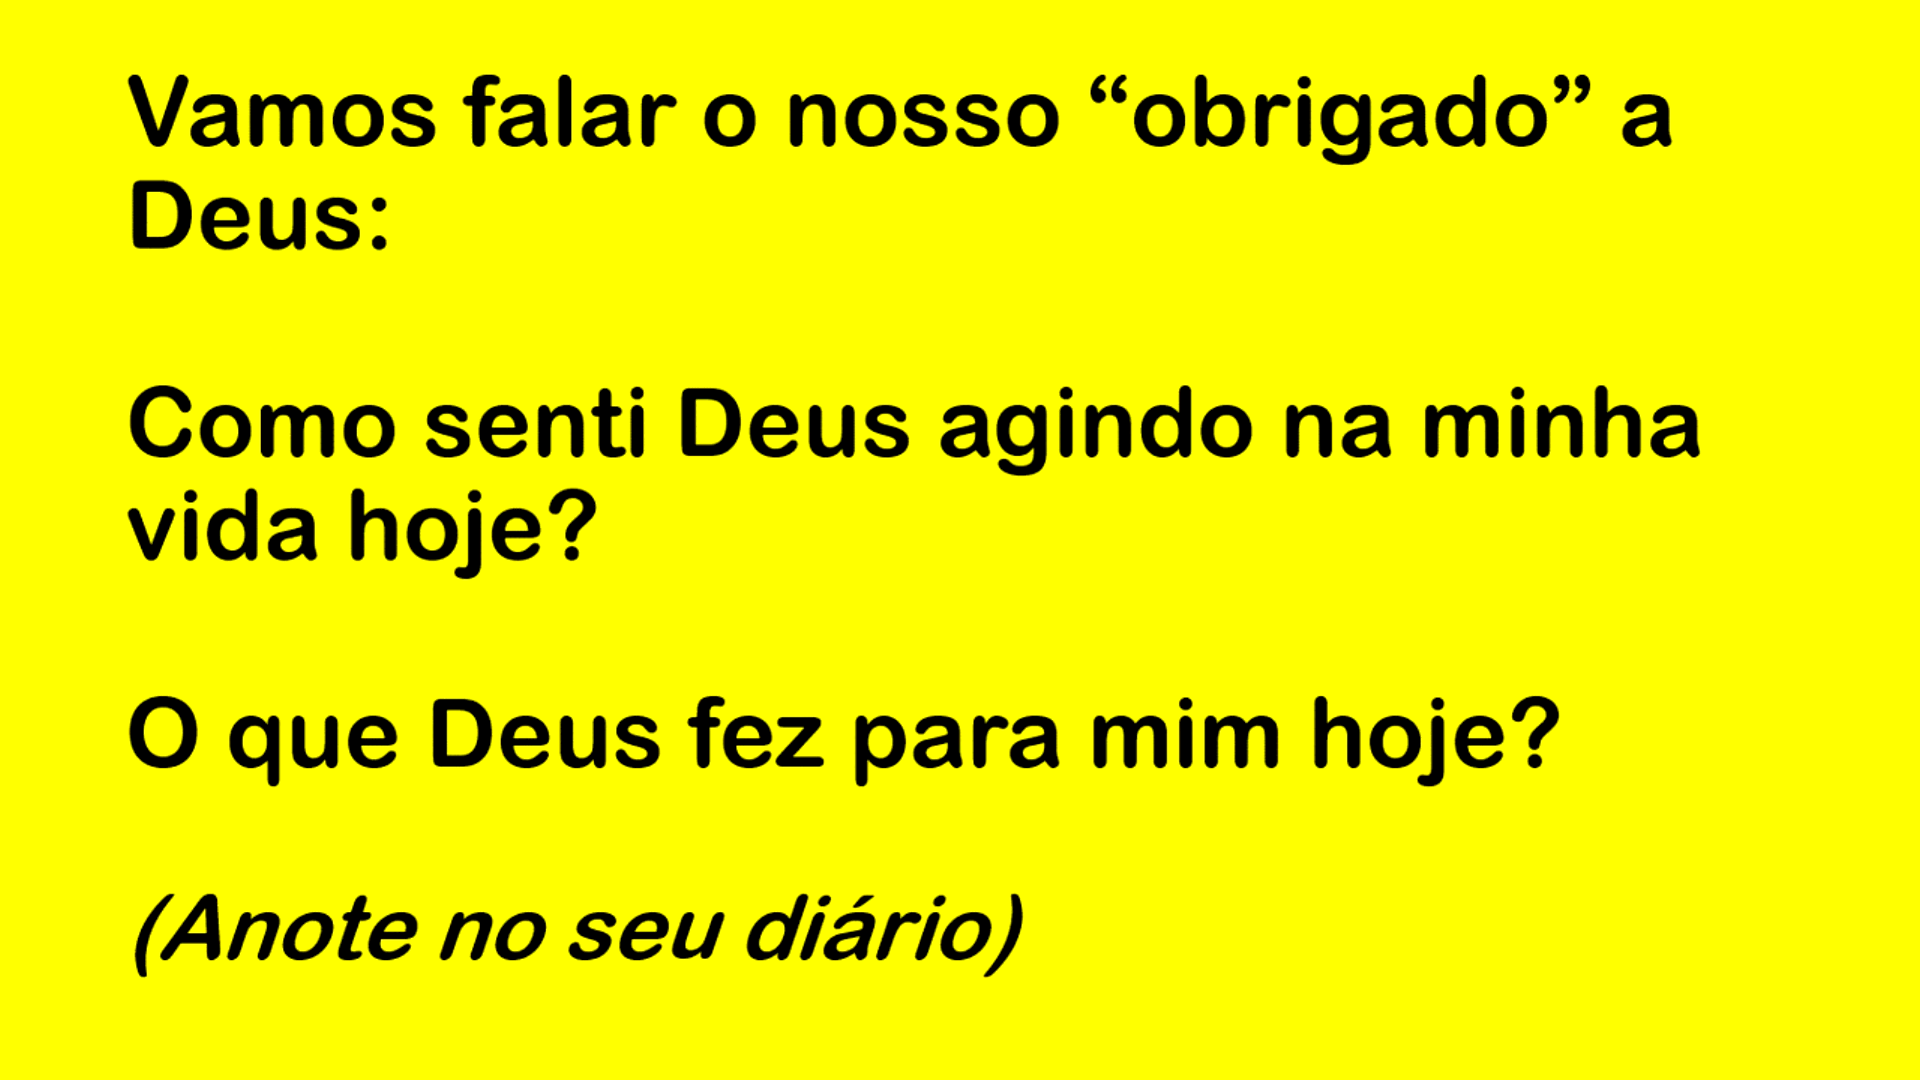 Vamos falar o nosso “obrigado” a
Deus:
Como senti Deus agindo na minha
vida hoje?
O que Deus fez para mim hoje?
(Anote no seu diário)